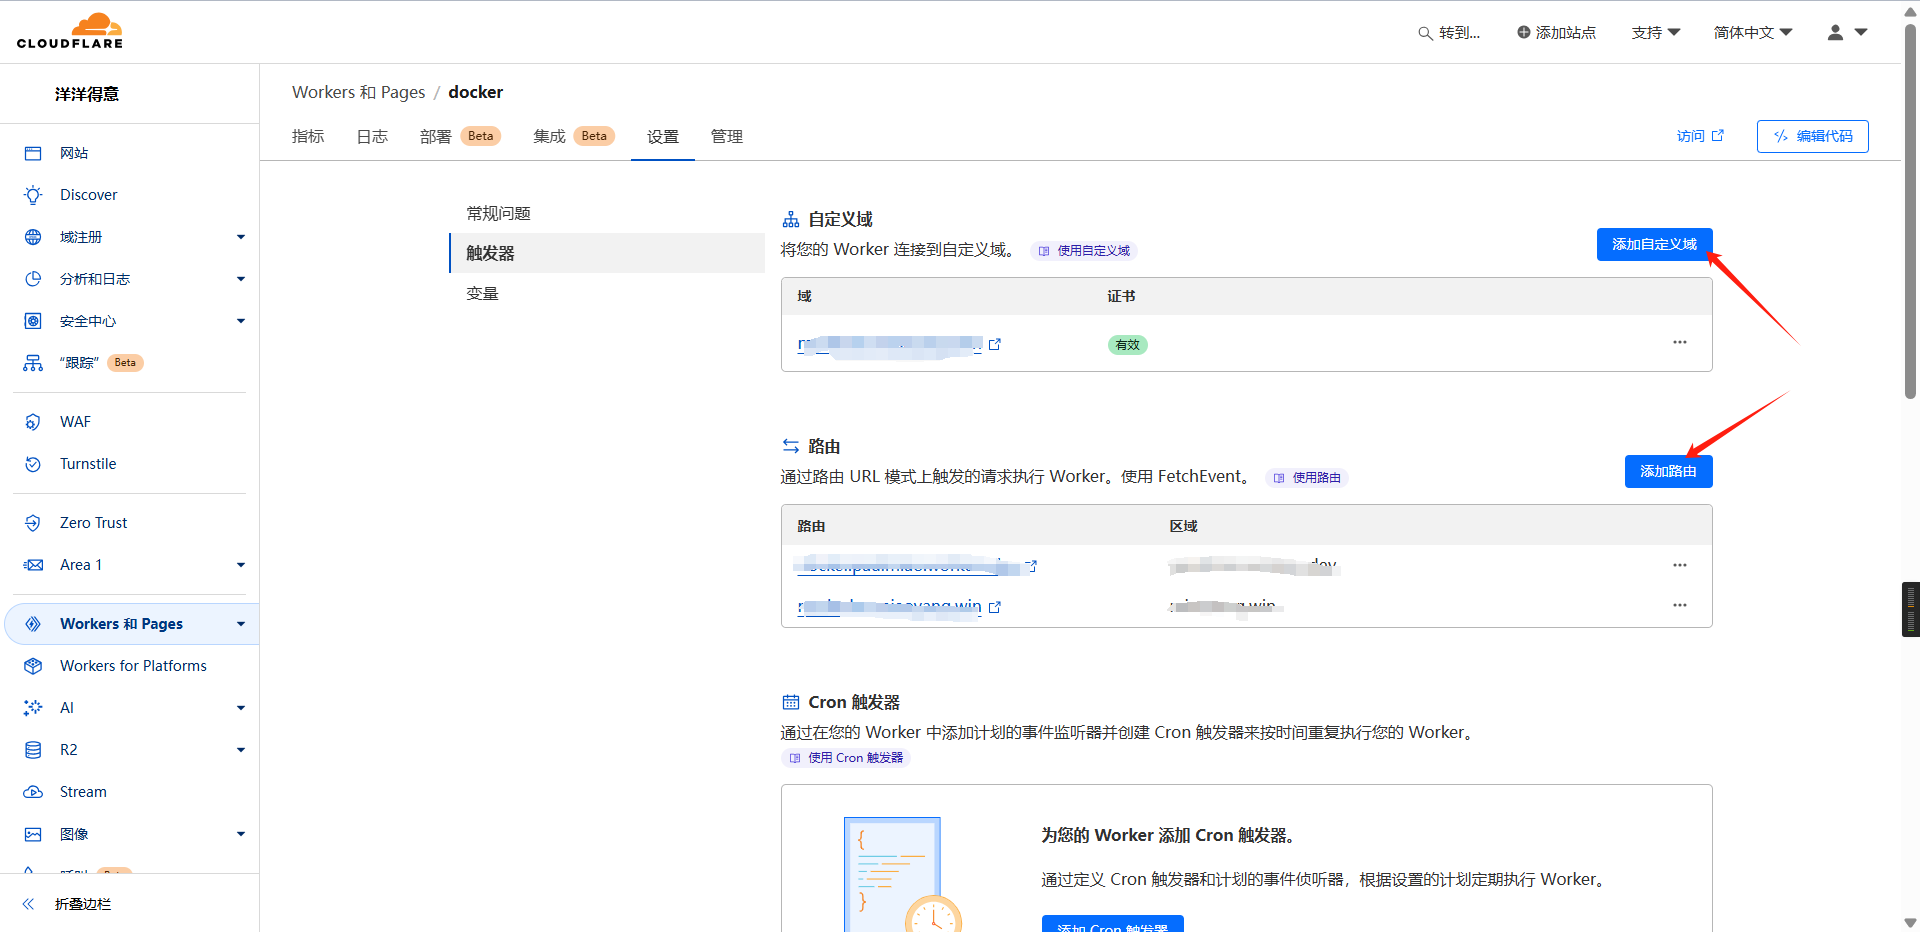 CLOUDFLARE
转到...
添加站点
支持
简体中文
洋洋得意
网站
Discover
域注册
分析和日志
安全中心
“跟踪” Beta
WAF
Turnstile
Zero Trust
Area 1
Workers 和 Pages
Workers for Platforms
AI
R2
Stream
图像
折叠边栏
Workers 和 Pages / docker
指标
日志
部署 Beta
集成 Beta
设置
管理
访问
编辑代码
常规问题
触发器
变量
自定义域
将您的 Worker 连接到自定义域。 使用自定义域
添加自定义域
域 证书
有效
路由
通过路由 URL 模式上触发的请求执行 Worker。使用 FetchEvent。 使用路由
添加路由
路由 区域
Cron 触发器
通过在您的 Worker 中添加计划的事件监听器并创建 Cron 触发器来按时间重复执行您的 Worker。
使用 Cron 触发器
为您的 Worker 添加 Cron 触发器。
通过定义 Cron 触发器和计划的事件侦听器，根据设置的计划定期执行 Worker。
添加 Cron 触发器